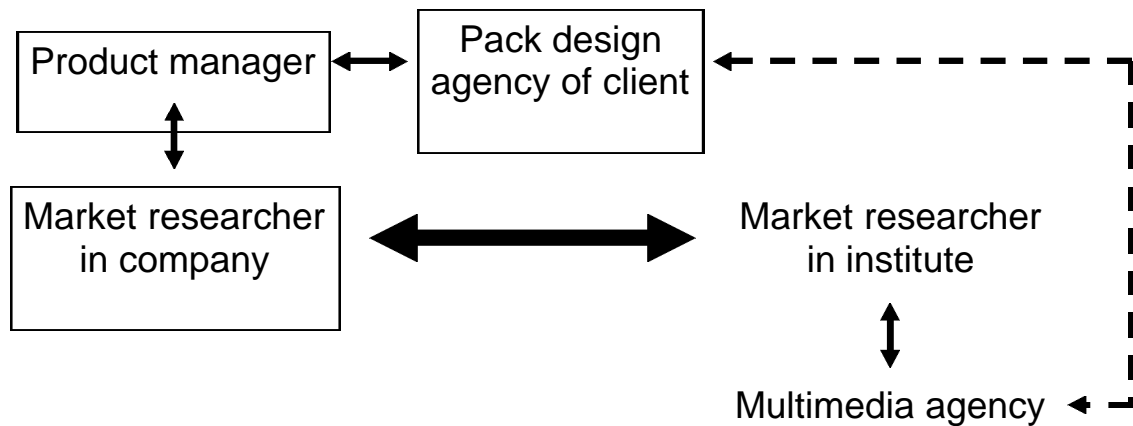 Product manager
Pack design
agency of client
Market researcher
in company
Market researcher
in institute
Multimedia agency